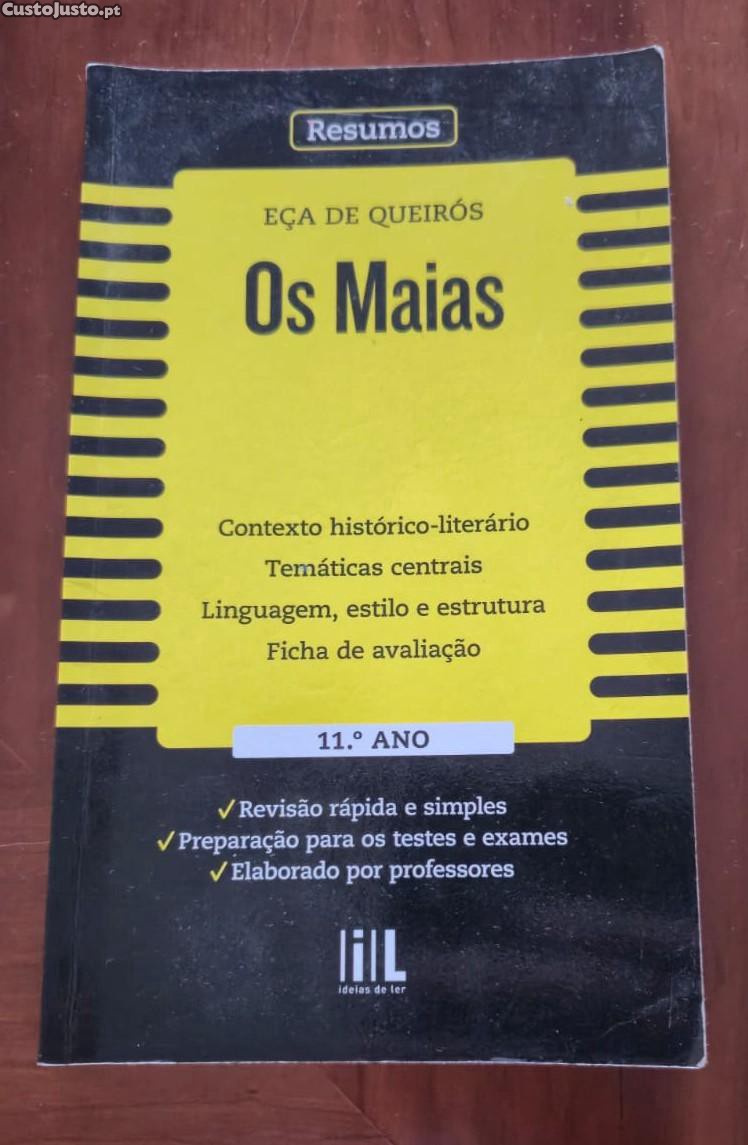 CustoJusto.pt
Resumos
EÇA DE QUEIRÓS
Os Maias
Contexto histórico-literário
Temáticas centrais
Linguagem, estilo e estrutura
Ficha de avaliação
11.º ANO
✓Revisão rápida e simples
✓Preparação para os testes e exames
✓Elaborado por professores
|i|L
ideias de ler